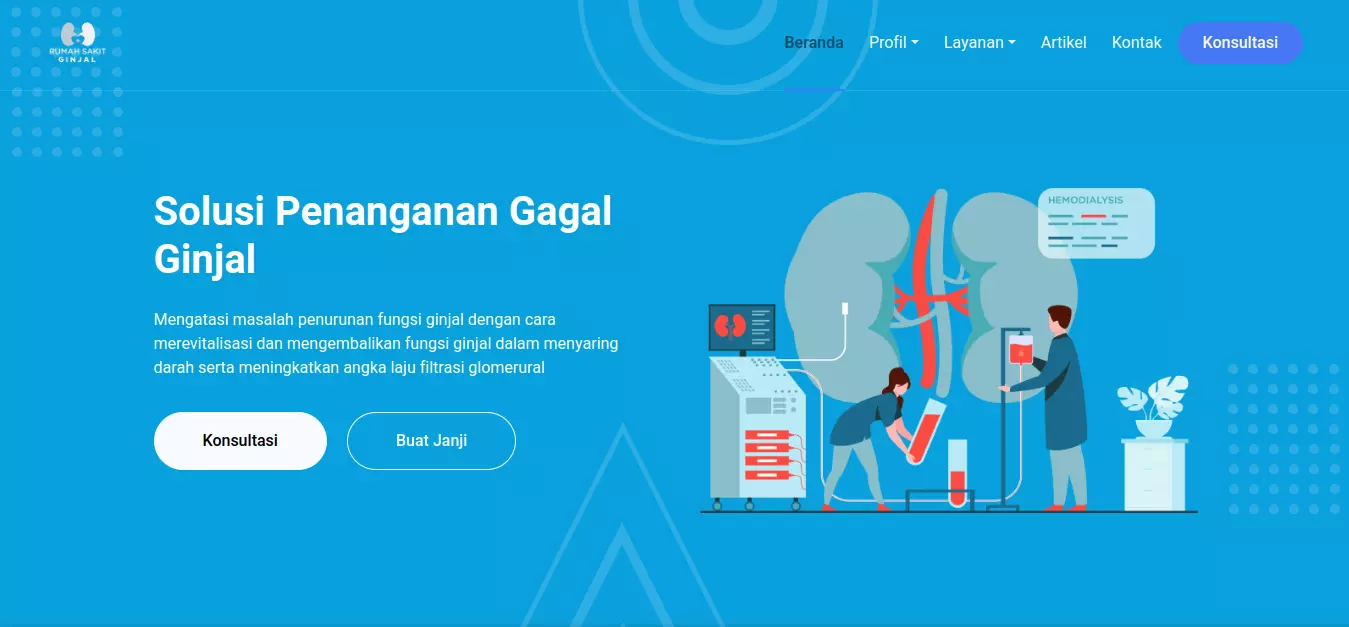 RUMAH SAKIT
GINJAL
Beranda
Profil
Layanan
Artikel
Kontak
Konsultasi
Solusi Penanganan Gagal
Ginjal
Mengatasi masalah penurunan fungsi ginjal dengan cara
merevitalisasi dan mengembalikan fungsi ginjal dalam menyaring
darah serta meningkatkan angka laju filtrasi glomerural
Konsultasi
Buat Janji
HEMODIALYSIS